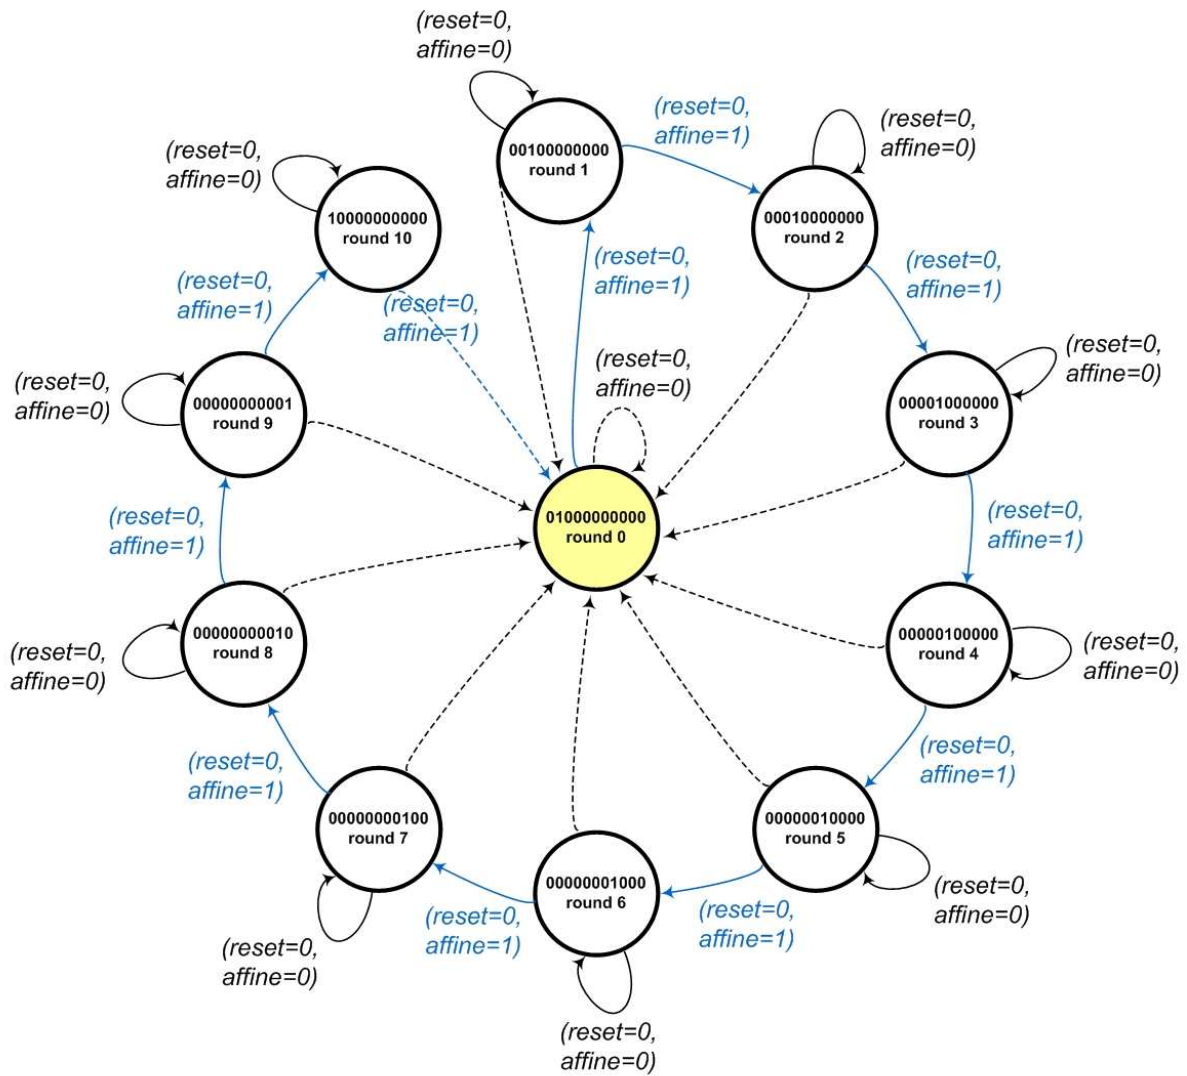 (reset=0,
affine=0)
00100000000
round 1
(reset=0,
affine=1)
(reset=0,
affine=0)
00010000000
round 2
(reset=0,
affine=0)
10000000000
round 10
(reset=0,
affine=1)
(reset=0,
affine=1)
(reset=0,
affine=1)
(reset=0,
affine=1)
(reset=0,
affine=0)
00000000001
round 9
(reset=0,
affine=0)
00001000000
round 3
(reset=0,
affine=0)
(reset=0,
affine=1)
01000000000
round 0
(reset=0,
affine=1)
(reset=0,
affine=0)
00000000010
round 8
00000100000
round 4
(reset=0,
affine=0)
(reset=0,
affine=1)
(reset=0,
affine=1)
00000000100
round 7
00000010000
round 5
(reset=0,
affine=0)
00000001000
round 6
(reset=0,
affine=1)
(reset=0,
affine=1)
(reset=0,
affine=0)
(reset=0,
affine=0)